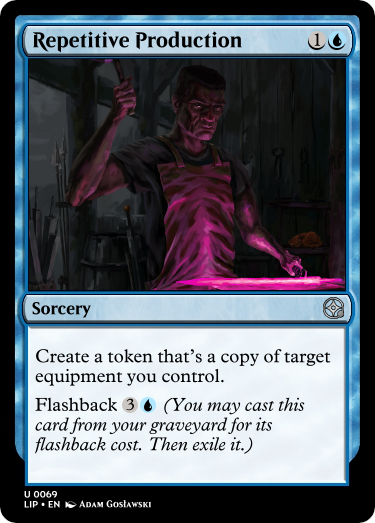 Repetitive Production 1
Sorcery
Create a token that's a copy of target
equipment you control.
Flashback 3 (You may cast this
card from your graveyard for its
flashback cost. Then exile it.)
U 0069
LIP • EN Adam Gosławski